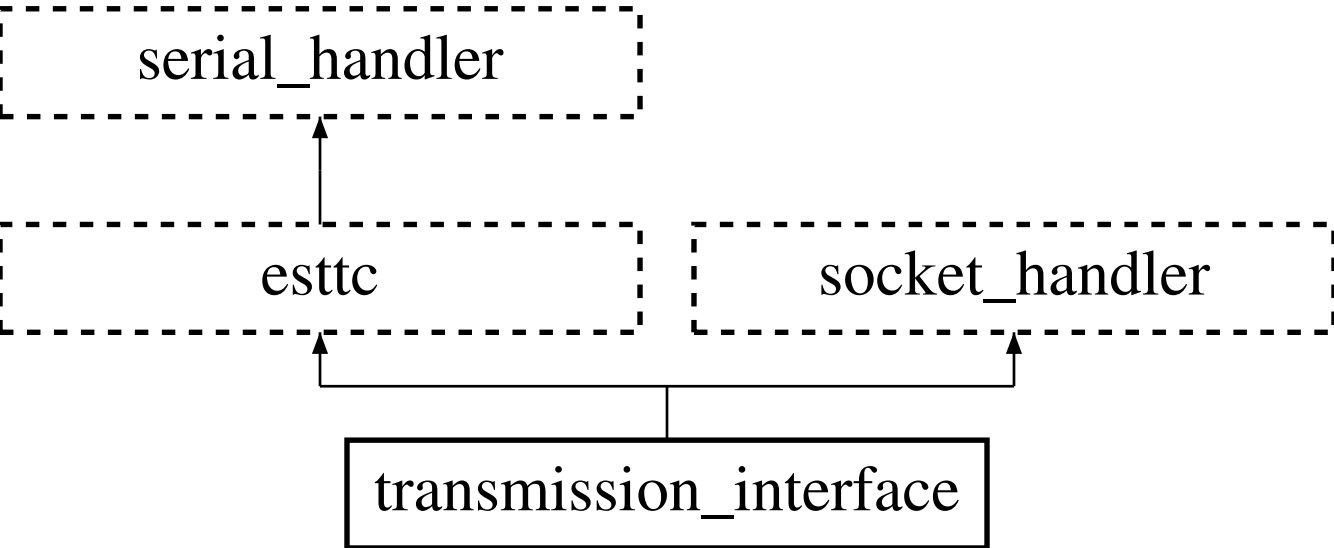 serial_handler
esttc
socket_handler
transmission_interface